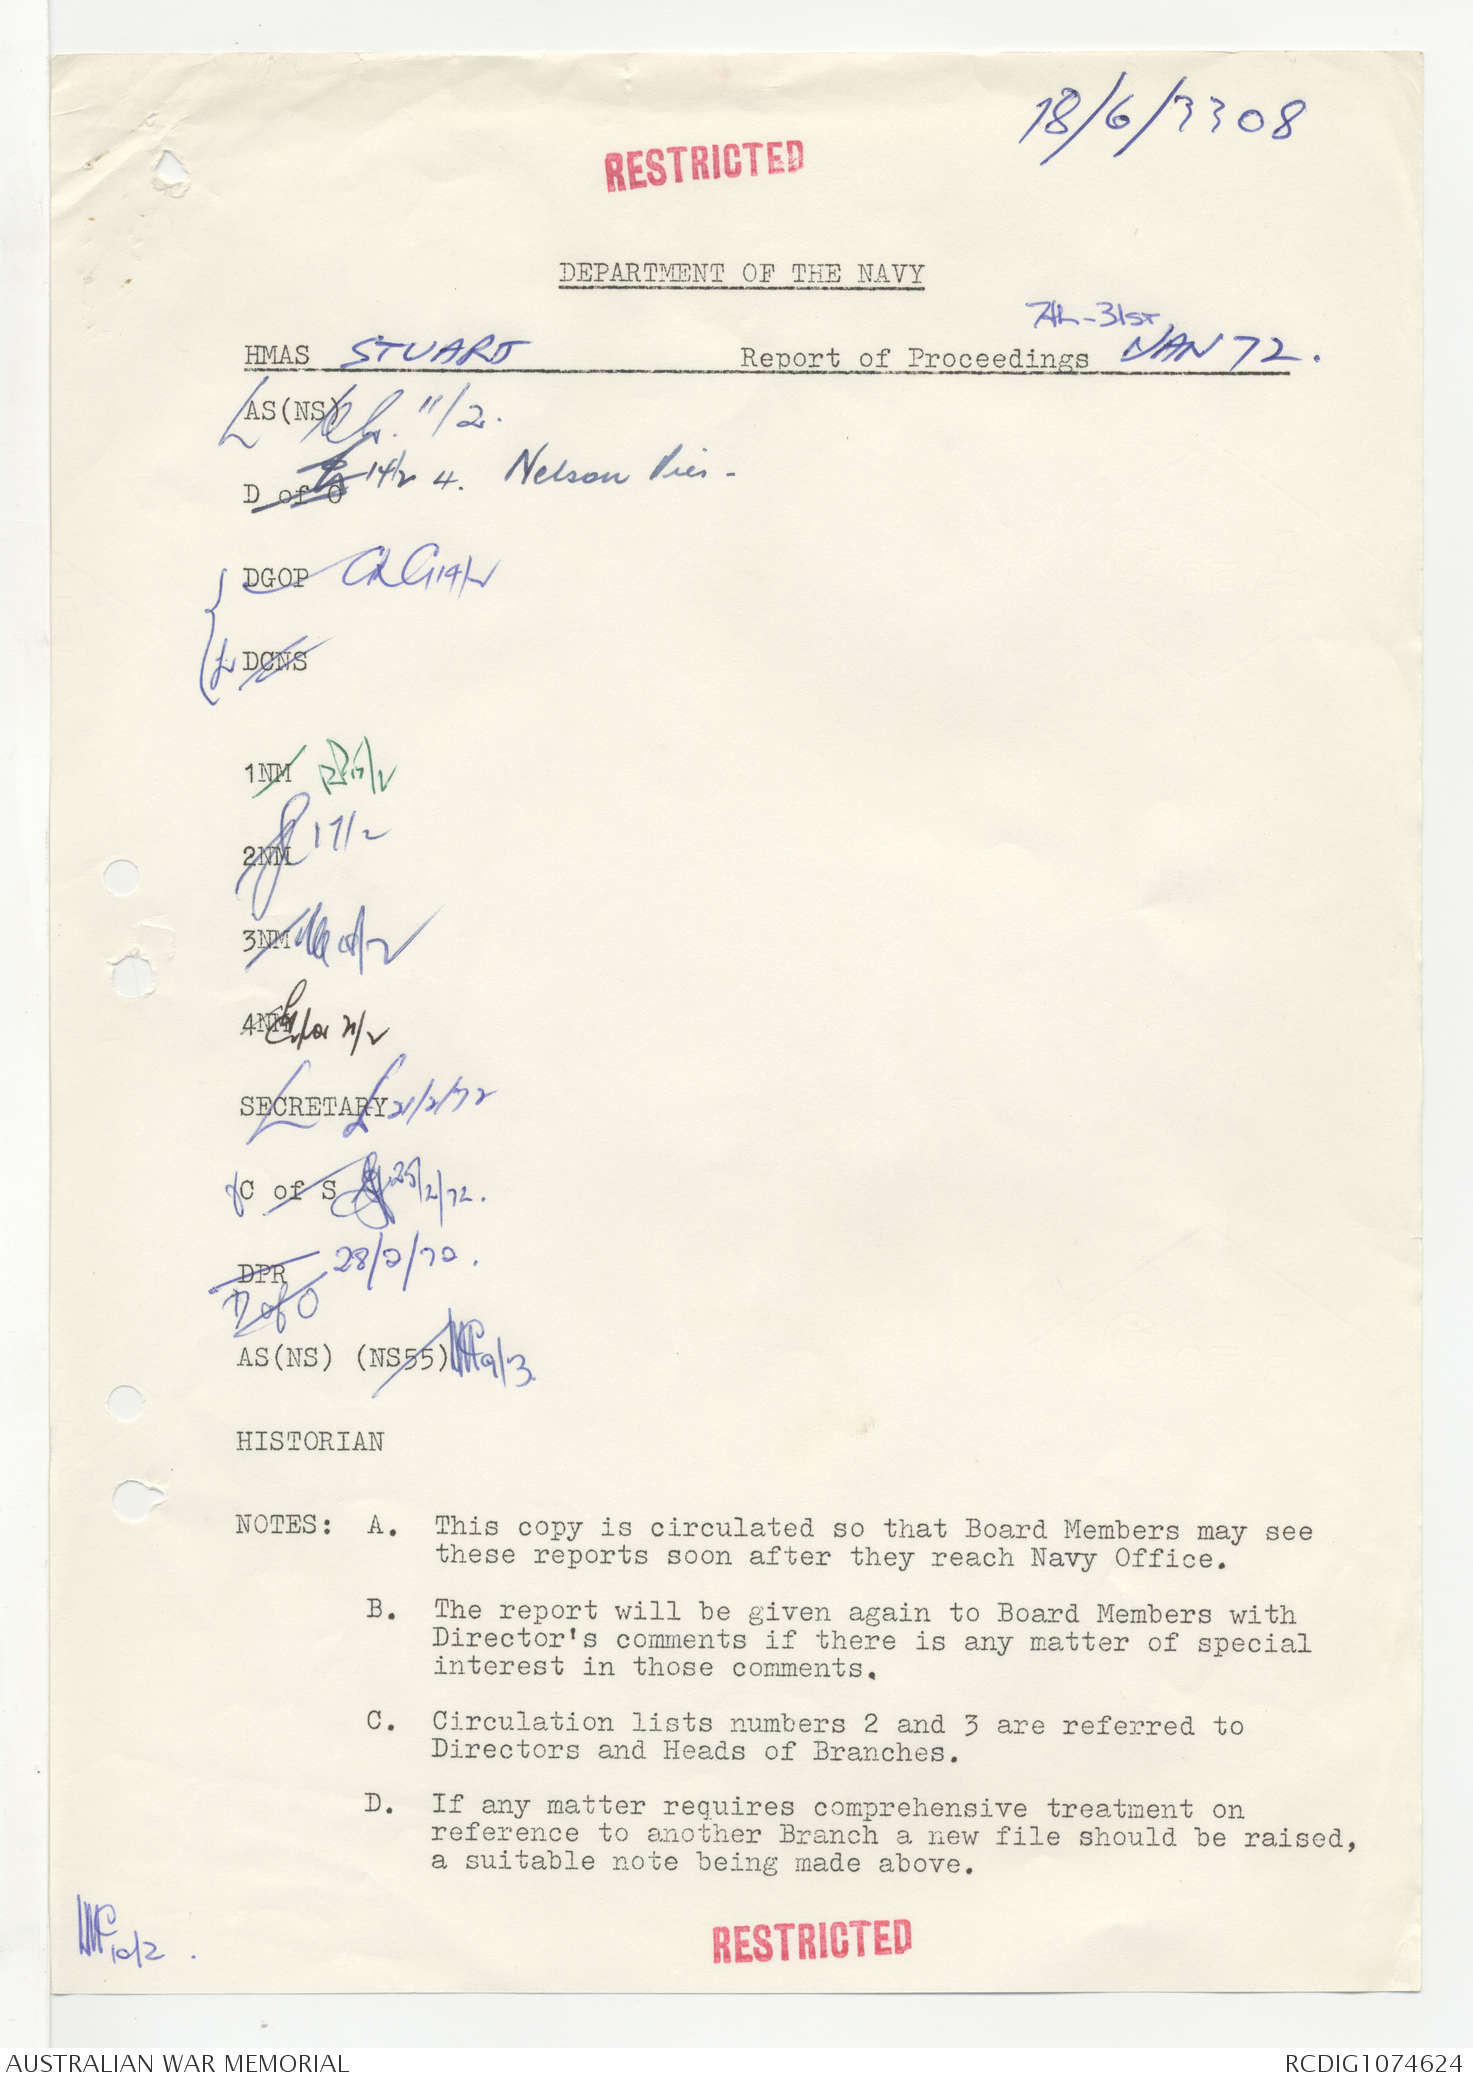 18/6/3308
RESTRICTED
DEPARTMENT OF THE NAVY
7th-31st
HMAS STUART Report of Proceedings JAN 72.
AS(NS) 11/2.
D of O 14/2 4. Nelson
DGOP 14/2
DCNS
1NM 17/2
2NM 17/2
3NM
4NM 21/2
SECRETARY 21/2/72
C of S 25/2/72.
DPR 28/2/72.
D of O
AS(NS) (NS55) 9/3
HISTORIAN
NOTES: A. This copy is circulated so that Board Members may see
these reports soon after they reach Navy Office.
B. The report will be given again to Board Members with
Director's comments if there is any matter of special
interest in those comments.
C. Circulation lists numbers 2 and 3 are referred to
Directors and Heads of Branches.
D. If any matter requires comprehensive treatment on
reference to another Branch a new file should be raised,
a suitable note being made above.
10/2.
RESTRICTED
AUSTRALIAN WAR MEMORIAL RCDIG1074624